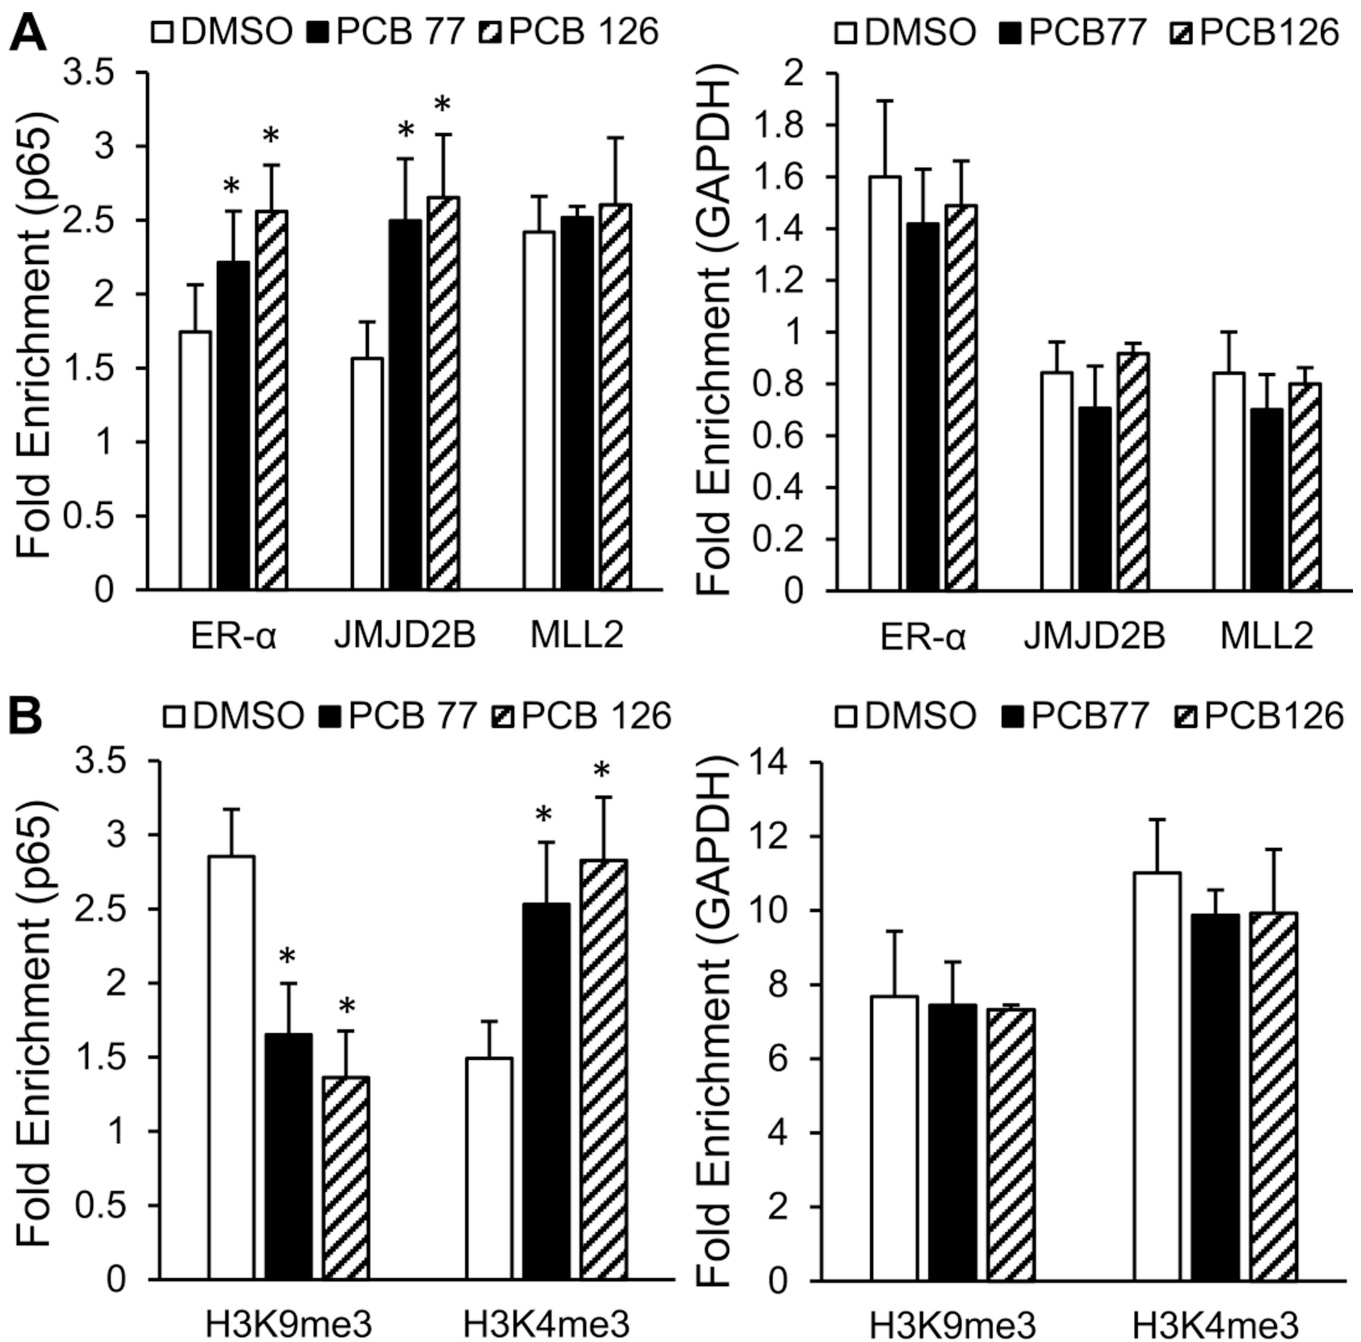 A
DMSO PCB 77 PCB 126
Fold Enrichment (p65)
3.5
3
2.5
2
1.5
1
0.5
0
* * * *
ER-α JMJD2B MLL2
DMSO PCB77 PCB126
Fold Enrichment (GAPDH)
2
1.8
1.6
1.4
1.2
1
0.8
0.6
0.4
0.2
0
ER-α JMJD2B MLL2
B
DMSO PCB 77 PCB 126
Fold Enrichment (p65)
3.5
3
2.5
2
1.5
1
0.5
0
* * * *
H3K9me3 H3K4me3
DMSO PCB77 PCB126
Fold Enrichment (GAPDH)
14
12
10
8
6
4
2
0
H3K9me3 H3K4me3